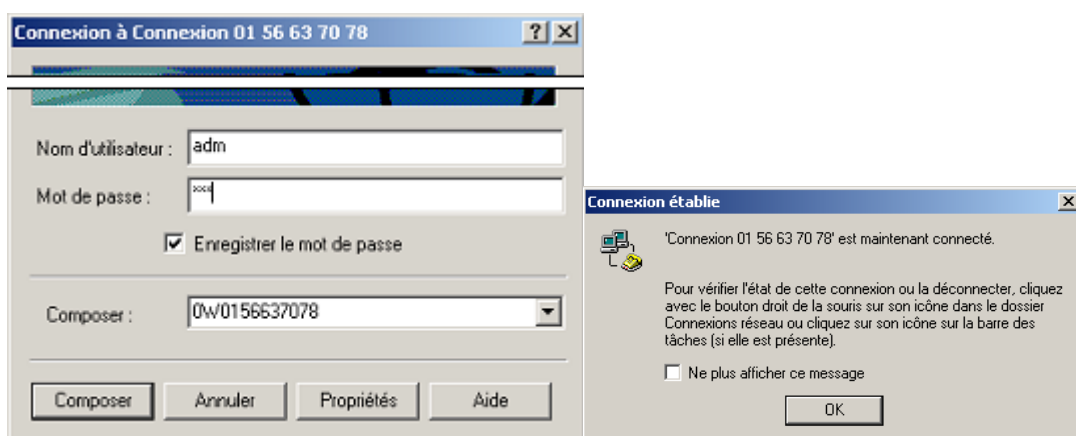 Connexion à Connexion 01 56 63 70 78
Nom d'utilisateur :
adm
Mot de passe :
xxxx
Enregistrer le mot de passe
Composer :
0W0156637078
Composer
Annuler
Propriétés
Aide
Connexion établie
'Connexion 01 56 63 70 78' est maintenant connecté.
Pour vérifier l'état de cette connexion ou la déconnecter, cliquez
avec le bouton droit de la souris sur son icône dans le dossier
Connexions réseau ou cliquez sur son icône sur la barre des
tâches (si elle est présente).
Ne plus afficher ce message
OK